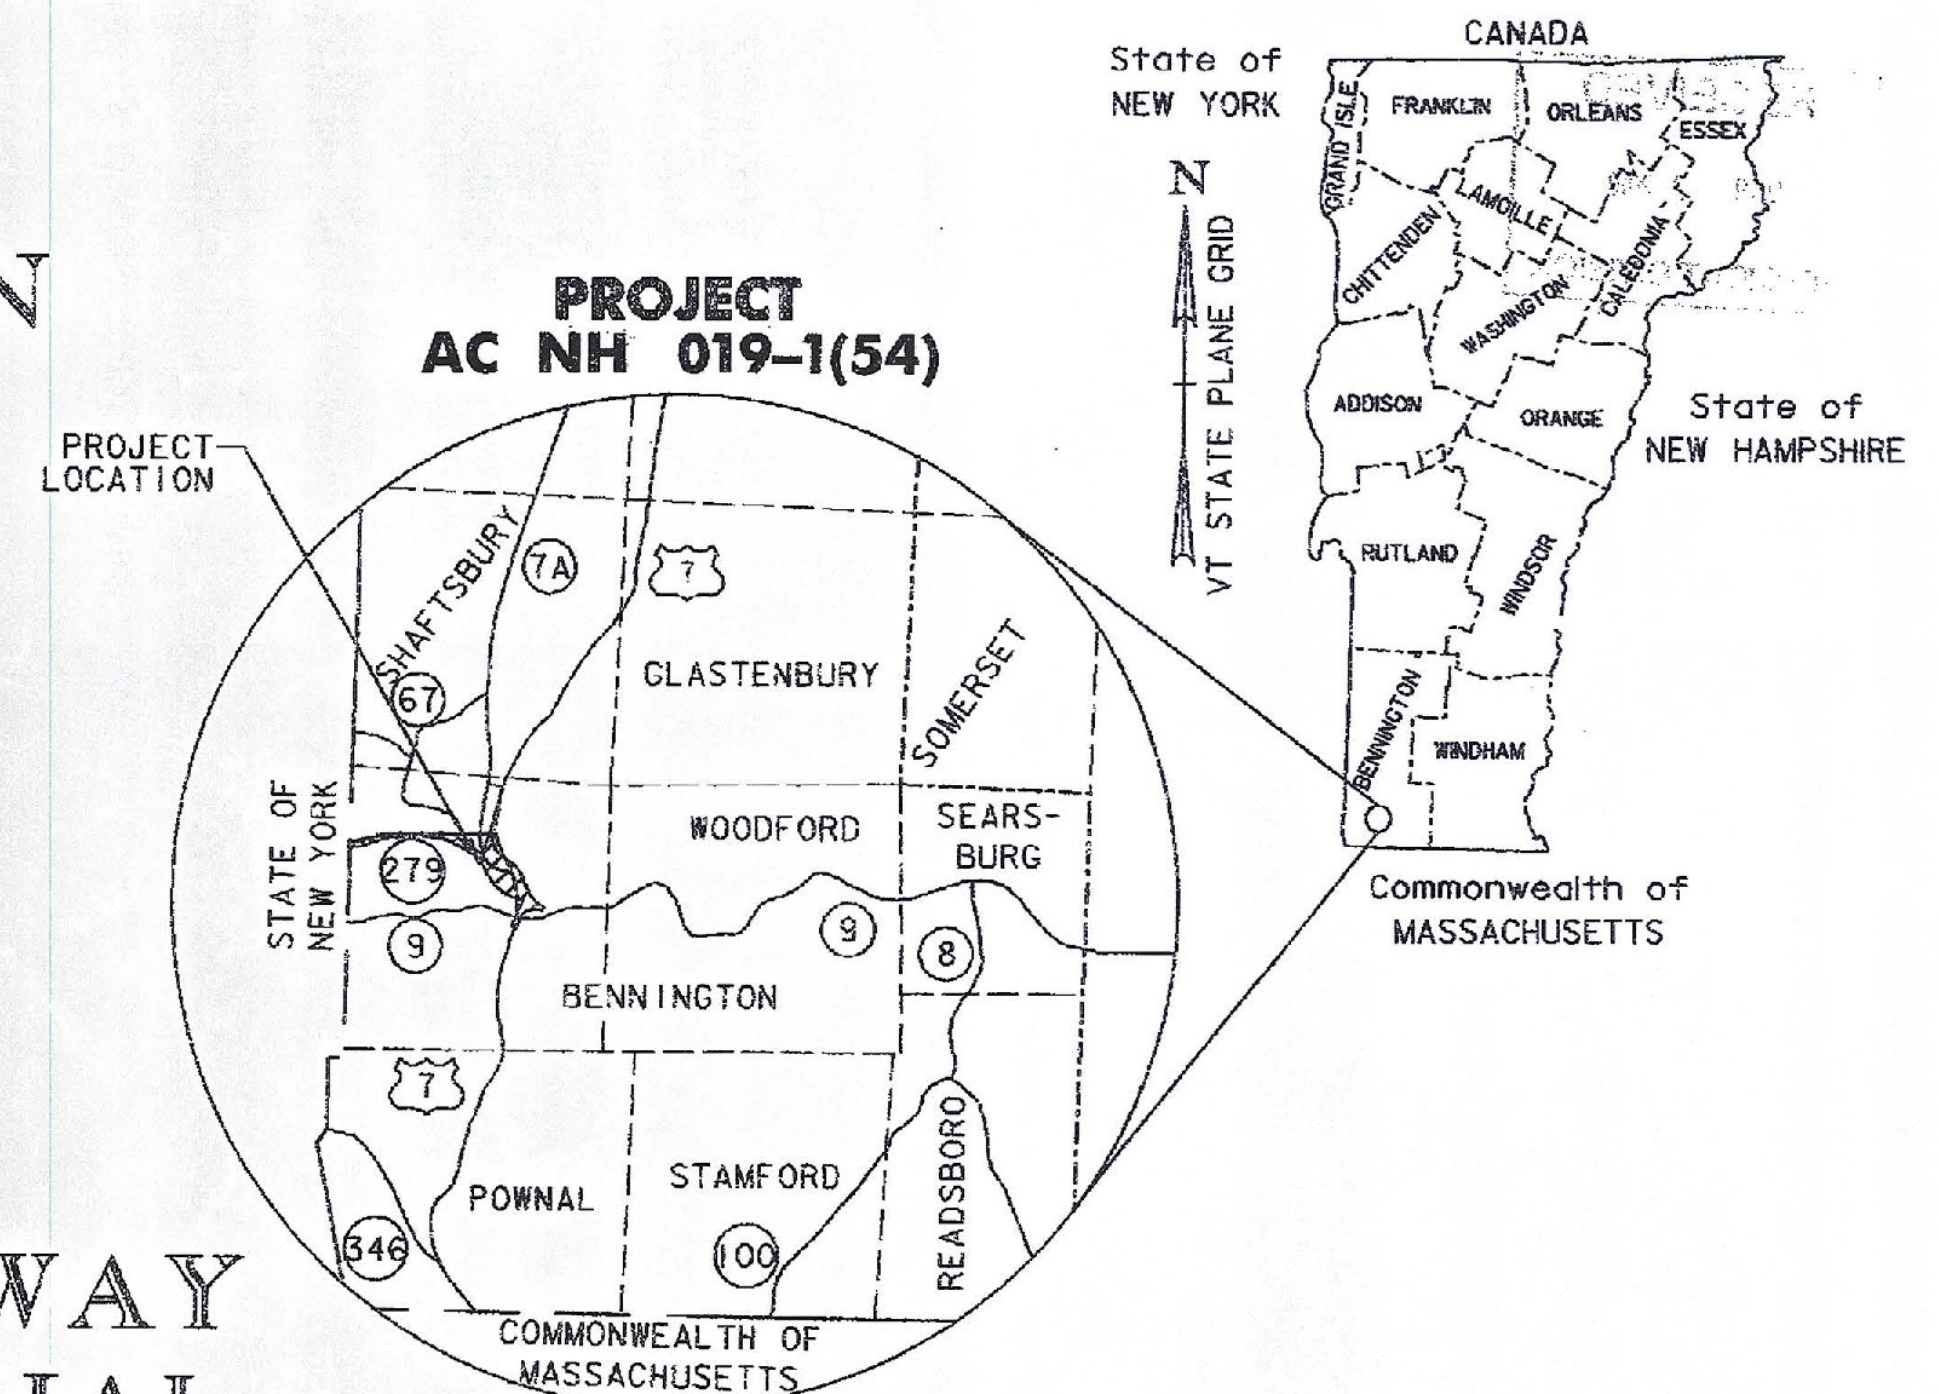 CANADA
State of
NEW YORK
N
VT STATE PLANE GRID
GRAND ISLE
FRANKLIN
ORLEANS
ESSEX
LAMOILLE
CHITTENDEN
WASHINGTON
CALEDONIA
ADDISON
ORANGE
State of
NEW HAMPSHIRE
RUTLAND
WINDSOR
BENNINGTON
WINDHAM
Commonwealth of
MASSACHUSETTS
N
PROJECT
AC NH 019-1(54)
PROJECT
LOCATION
SHAFTSBURY
7A
7
67
GLASTENBURY
SOMERSET
STATE OF
NEW YORK
WOODFORD
SEARS-
BURG
279
9
9
8
BENNINGTON
7
POWNAL
STAMFORD
READSBORO
346
100
COMMONWEALTH OF
MASSACHUSETTS
WAY